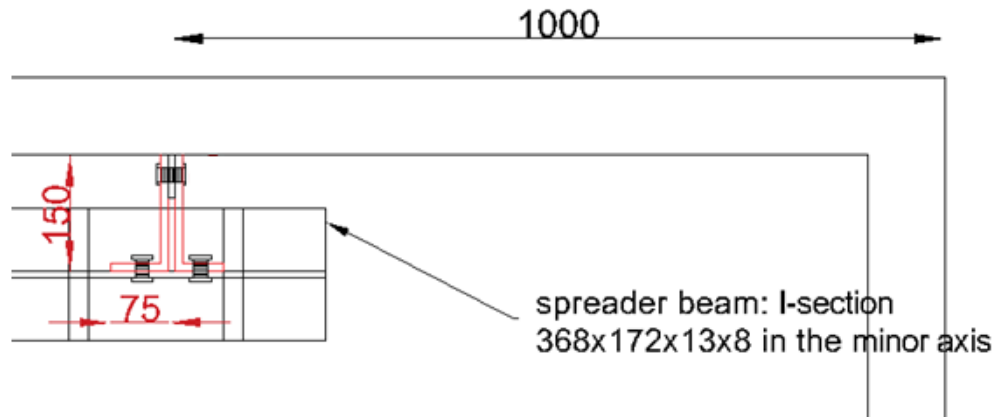 1000
150
75
spreader beam: I-section
368x172x13x8 in the minor axis